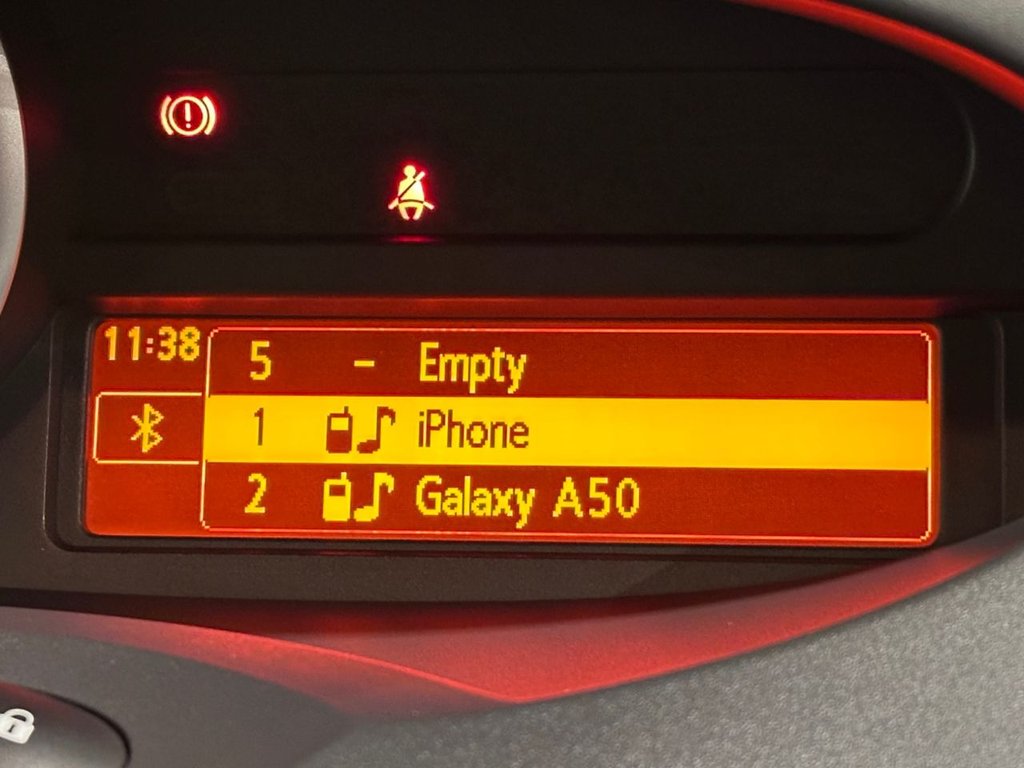 11:38
5 - Empty
1 iPhone
2 Galaxy A50